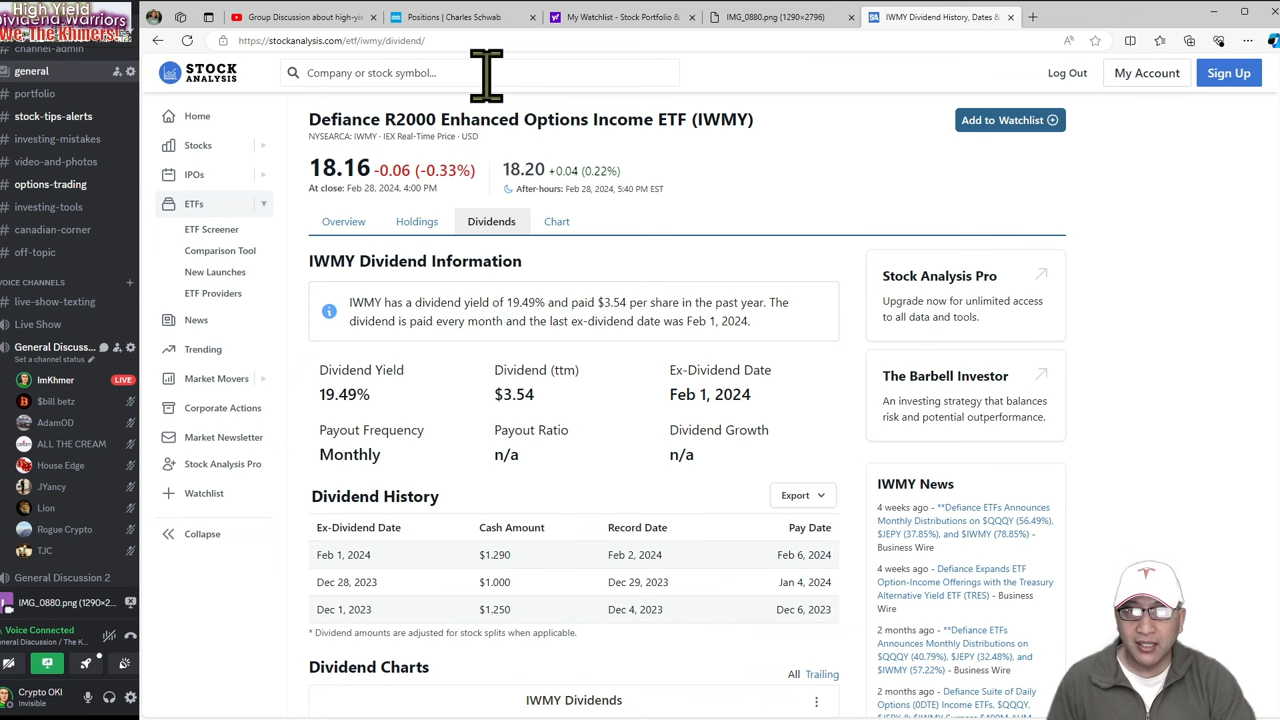 High Yield
Dividend Warriors
We The Khmers!
channel-admin
# general
# portfolio
# stock-tips-alerts
# investing-mistakes
# video-and-photos
# options-trading
# investing-tools
# canadian-corner
# off-topic
VOICE CHANNELS
live-show-texting
Live Show
General Discuss...
Set a channel status
ImKhmer LIVE
$bill betz
AdamOD
ALL THE CREAM
House Edge
JYancy
Lion
Rogue Crypto
TJC
General Discussion 2
IMG_0880.png (1290×2...
Voice Connected
General Discussion / The K...
Crypto OKI
Invisible
Group Discussion about high-yie
Positions | Charles Schwab
My Watchlist - Stock Portfolio &
IMG_0880.png (1290×2796)
IWMY Dividend History, Dates &
https://stockanalysis.com/etf/iwmy/dividend/
STOCK
ANALYSIS
Company or stock symbol...
Log Out
My Account
Sign Up
Home
Stocks
IPOs
ETFs
ETF Screener
Comparison Tool
New Launches
ETF Providers
News
Trending
Market Movers
Corporate Actions
Market Newsletter
Stock Analysis Pro
Watchlist
Collapse
Defiance R2000 Enhanced Options Income ETF (IWMY)
NYSEARCA: IWMY · IEX Real-Time Price · USD
Add to Watchlist
18.16 -0.06 (-0.33%)
At close: Feb 28, 2024, 4:00 PM
18.20 +0.04 (0.22%)
After-hours: Feb 28, 2024, 5:40 PM EST
Overview Holdings Dividends Chart
IWMY Dividend Information
IWMY has a dividend yield of 19.49% and paid $3.54 per share in the past year. The
dividend is paid every month and the last ex-dividend date was Feb 1, 2024.
Dividend Yield Dividend (ttm) Ex-Dividend Date
19.49% $3.54 Feb 1, 2024
Payout Frequency Payout Ratio Dividend Growth
Monthly n/a n/a
Dividend History
Export
Ex-Dividend Date Cash Amount Record Date Pay Date
Feb 1, 2024 $1.290 Feb 2, 2024 Feb 6, 2024
Dec 28, 2023 $1.000 Dec 29, 2023 Jan 4, 2024
Dec 1, 2023 $1.250 Dec 4, 2023 Dec 6, 2023
* Dividend amounts are adjusted for stock splits when applicable.
Dividend Charts
All Trailing
IWMY Dividends
Stock Analysis Pro
Upgrade now for unlimited access
to all data and tools.
The Barbell Investor
An investing strategy that balances
risk and potential outperformance.
IWMY News
4 weeks ago - **Defiance ETFs Announces
Monthly Distributions on $QQQY (56.49%),
$JEPY (37.85%), and $IWMY (78.85%) -
Business Wire
4 weeks ago - Defiance Expands ETF
Option-Income Offerings with the Treasury
Alternative Yield ETF (TRES) - Business
Wire
2 months ago - **Defiance ETFs
Announces Monthly Distributions on
$QQQY (40.79%), $JEPY (32.48%), and
$IWMY (57.22%) - Business Wire
2 months ago - Defiance Suite of Daily
Options (0DTE) Income ETFs, $QQQY,